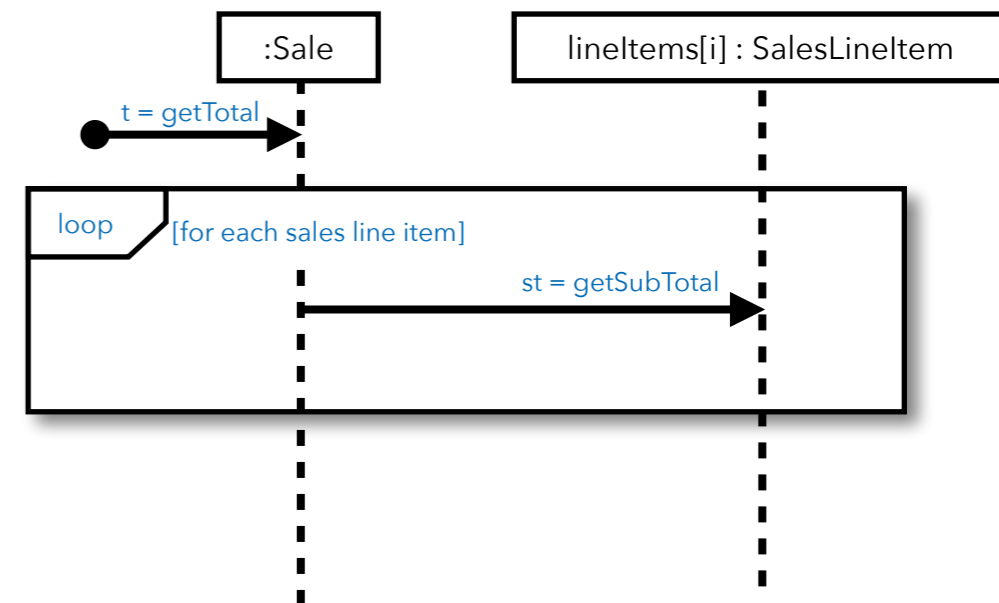 :Sale
lineItems[i] : SalesLineItem
t = getTotal
loop
[for each sales line item]
st = getSubTotal